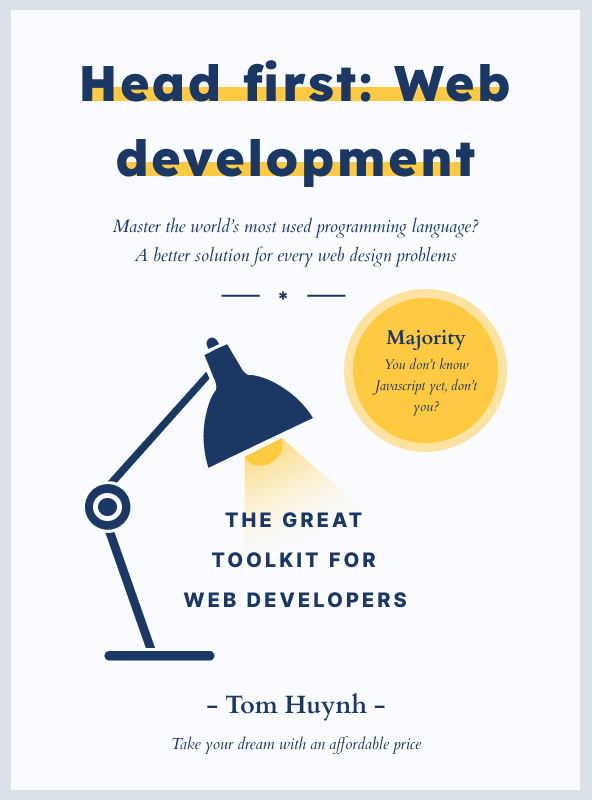 Head first: Web
development
Master the world's most used programming language?
A better solution for every web design problems
*
Majority
You don't know
Javascript yet, don't
you?
THE GREAT
TOOLKIT FOR
WEB DEVELOPERS
- Tom Huynh -
Take your dream with an affordable price